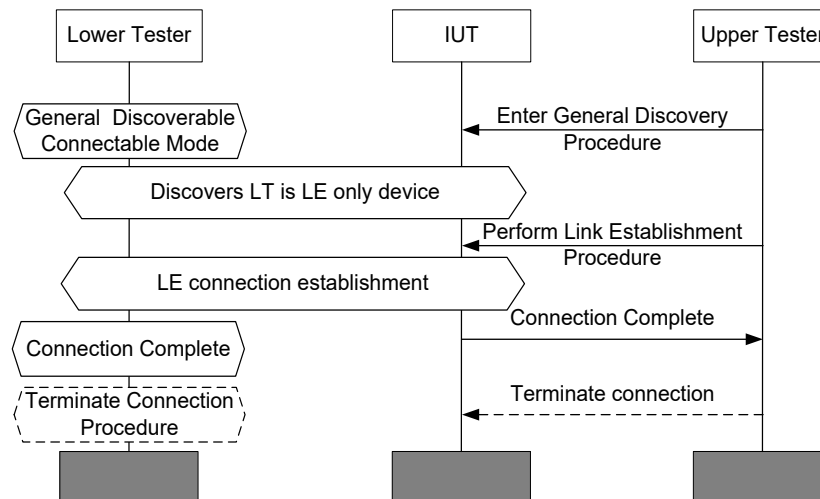 Lower Tester
IUT
Upper Tester
General Discoverable
Connectable Mode
Enter General Discovery
Procedure
Discovers LT is LE only device
Perform Link Establishment
Procedure
LE connection establishment
Connection Complete
Connection Complete
Terminate Connection
Procedure
Terminate connection